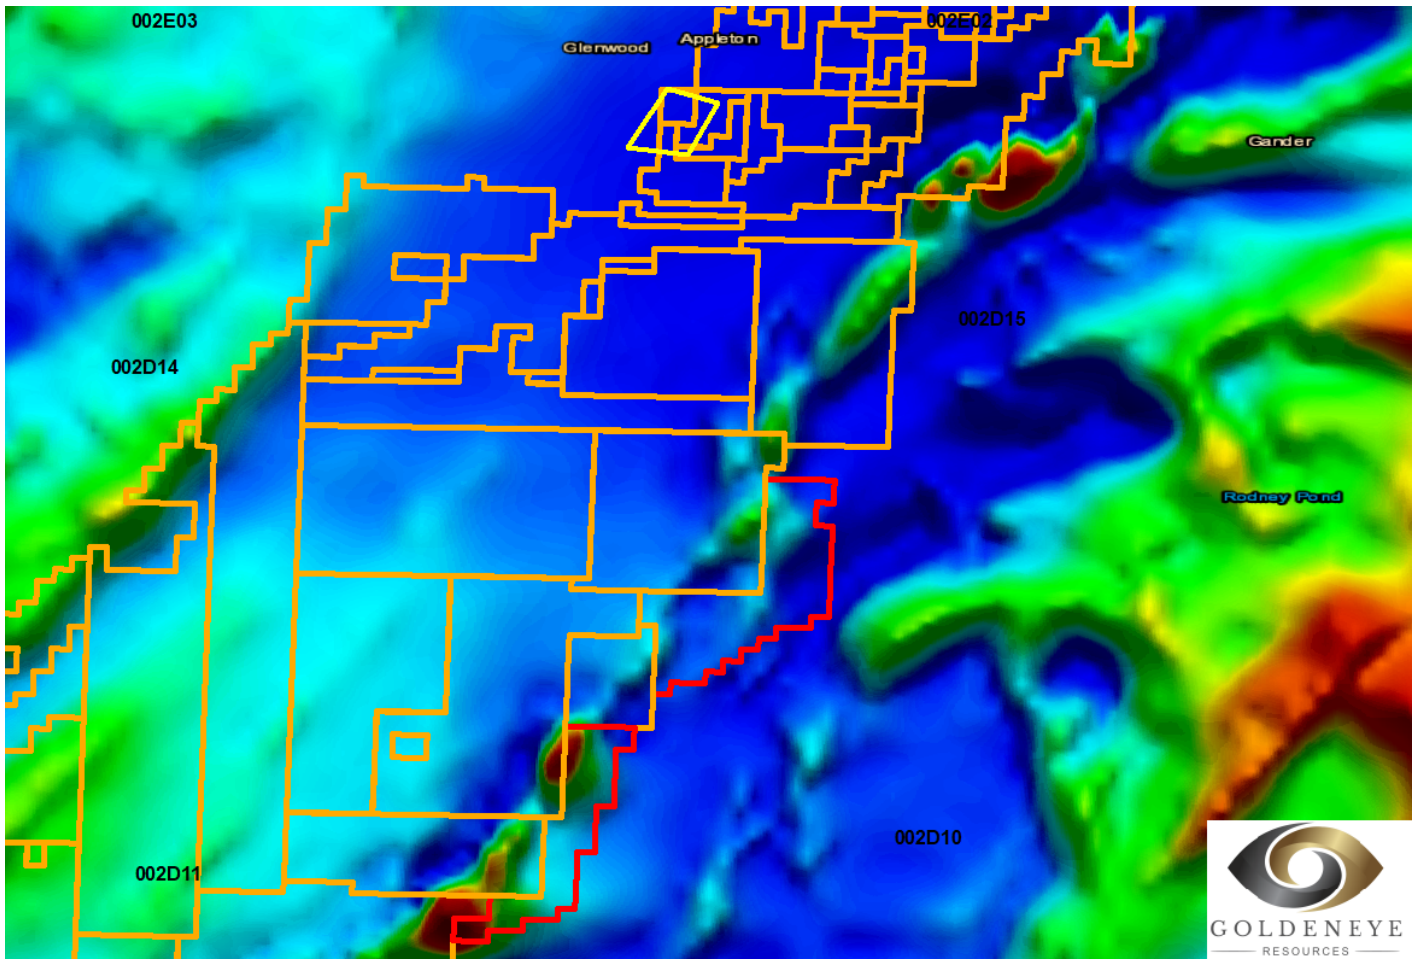 002E03
002E02
Glenwood
Appleton
Gander
002D15
002D14
Rodney Pond
002D10
002D11
GOLDENEYE
RESOURCES